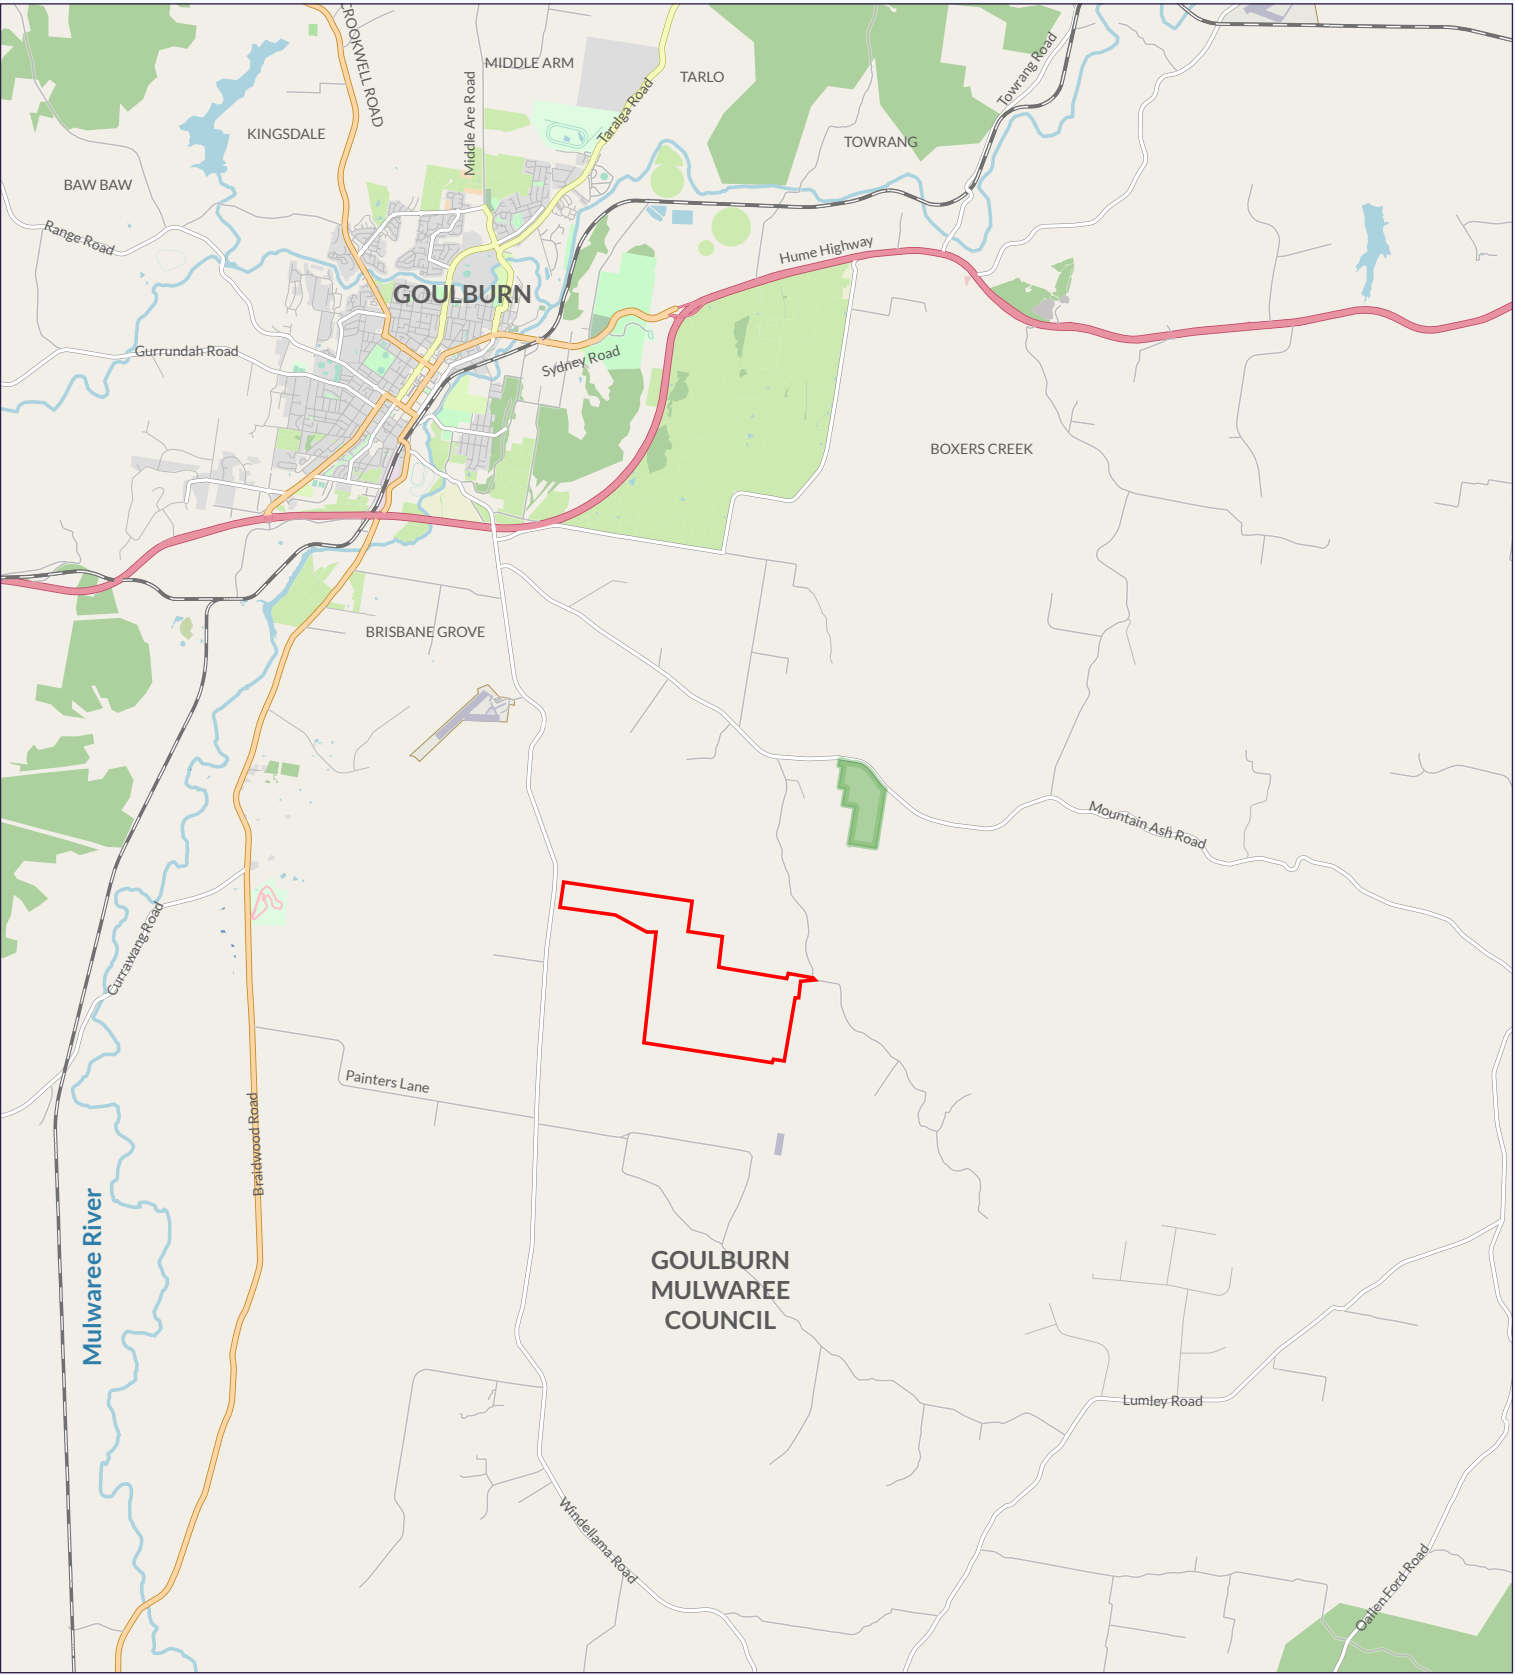 CROOKWELL ROAD
MIDDLE ARM
TARLO
Towrang Road
Middle Are Road
Taralga Road
KINGSDALE
TOWRANG
BAW BAW
Range Road
Hume Highway
GOULBURN
Gurrundah Road
Sydney Road
BOXERS CREEK
BRISBANE GROVE
Mountain Ash Road
Currawang Road
Painters Lane
Braidwood Road
Mulwaree River
GOULBURN
MULWAREE
COUNCIL
Lumley Road
Windellama Road
Oallen Ford Road